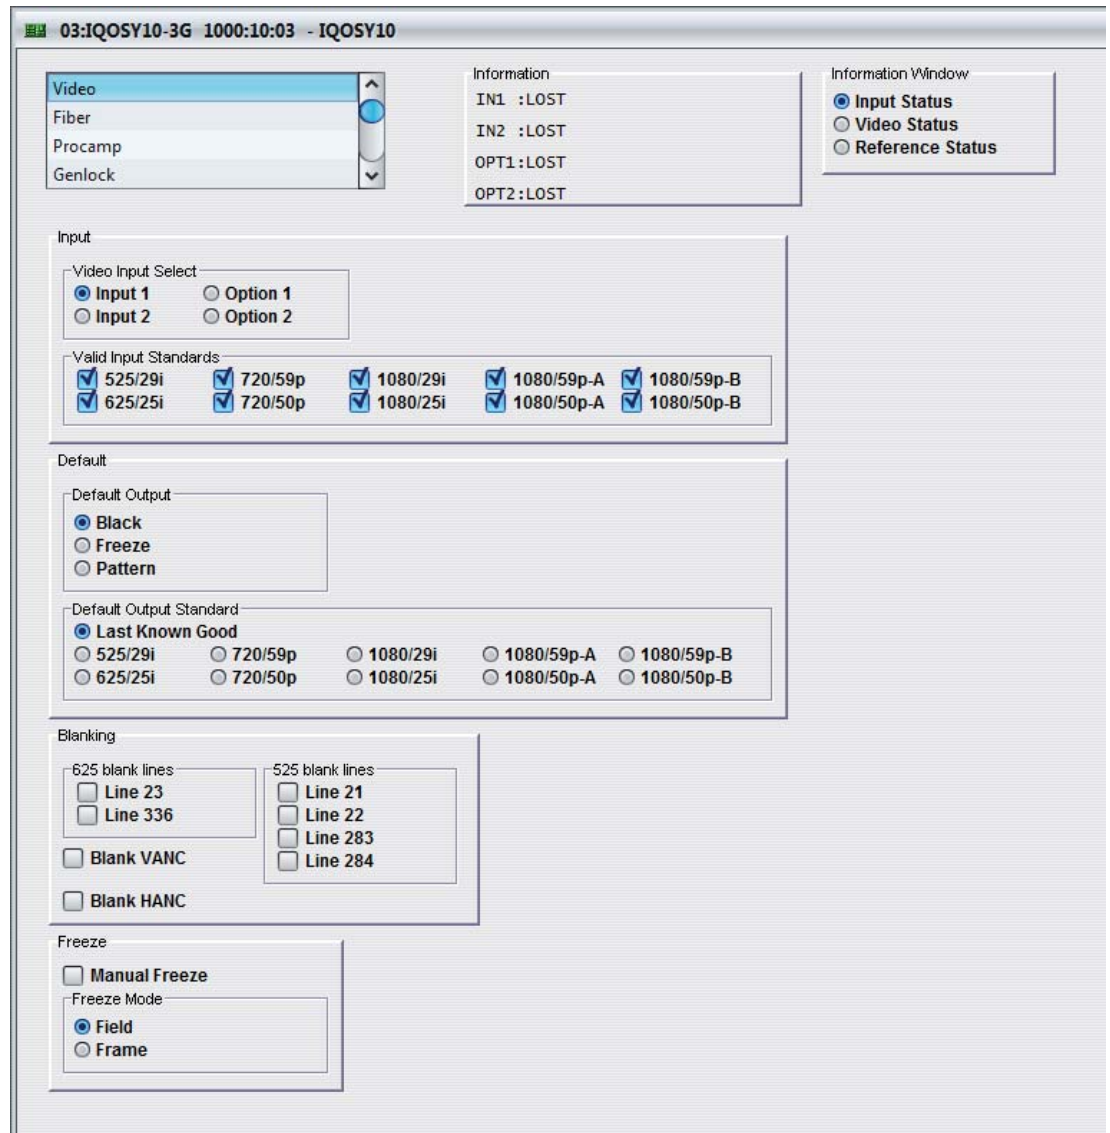 03:IQOSY10-3G 1000:10:03 - IQOSY10
Video
Fiber
Procamp
Genlock
Information
IN1 :LOST
IN2 :LOST
OPT1:LOST
OPT2:LOST
Information Window
Input Status
Video Status
Reference Status
Input
Video Input Select
Input 1 Option 1
Input 2 Option 2
Valid Input Standards
525/29i 720/59p 1080/29i 1080/59p-A 1080/59p-B
625/25i 720/50p 1080/25i 1080/50p-A 1080/50p-B
Default
Default Output
Black
Freeze
Pattern
Default Output Standard
Last Known Good
525/29i 720/59p 1080/29i 1080/59p-A 1080/59p-B
625/25i 720/50p 1080/25i 1080/50p-A 1080/50p-B
Blanking
625 blank lines
Line 23
Line 336
Blank VANC
Blank HANC
525 blank lines
Line 21
Line 22
Line 283
Line 284
Freeze
Manual Freeze
Freeze Mode
Field
Frame